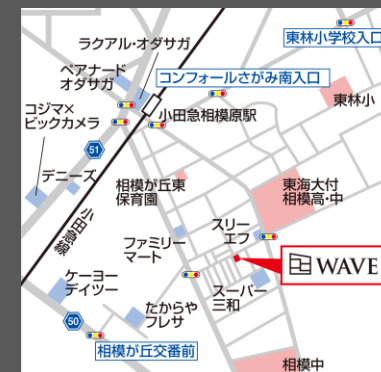 東林小学校入口
ラクアル・オダサガ
ペアナード
オダサガ
コンフォールさがみ南入口
コジマ×
ビックカメラ
小田急相模原駅
東林小
51
デニーズ
相模が丘東
保育園
東海大付
相模高・中
小田急線
スリー
エフ
ファミリー
マート
WAVE
ケーヨー
デイツー
スーパー
三和
たからや
フレサ
50
相模が丘交番前
相模中